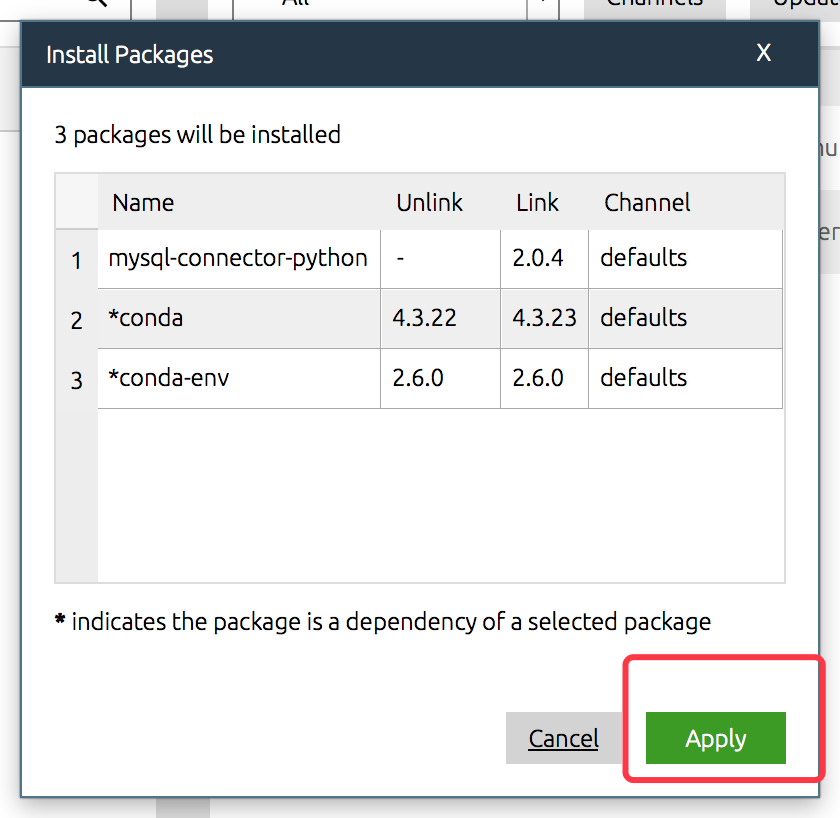 All
Channels
Install Packages X
3 packages will be installed
Name Unlink Link Channel
1 mysql-connector-python - 2.0.4 defaults
2 *conda 4.3.22 4.3.23 defaults
3 *conda-env 2.6.0 2.6.0 defaults
* indicates the package is a dependency of a selected package
Cancel Apply